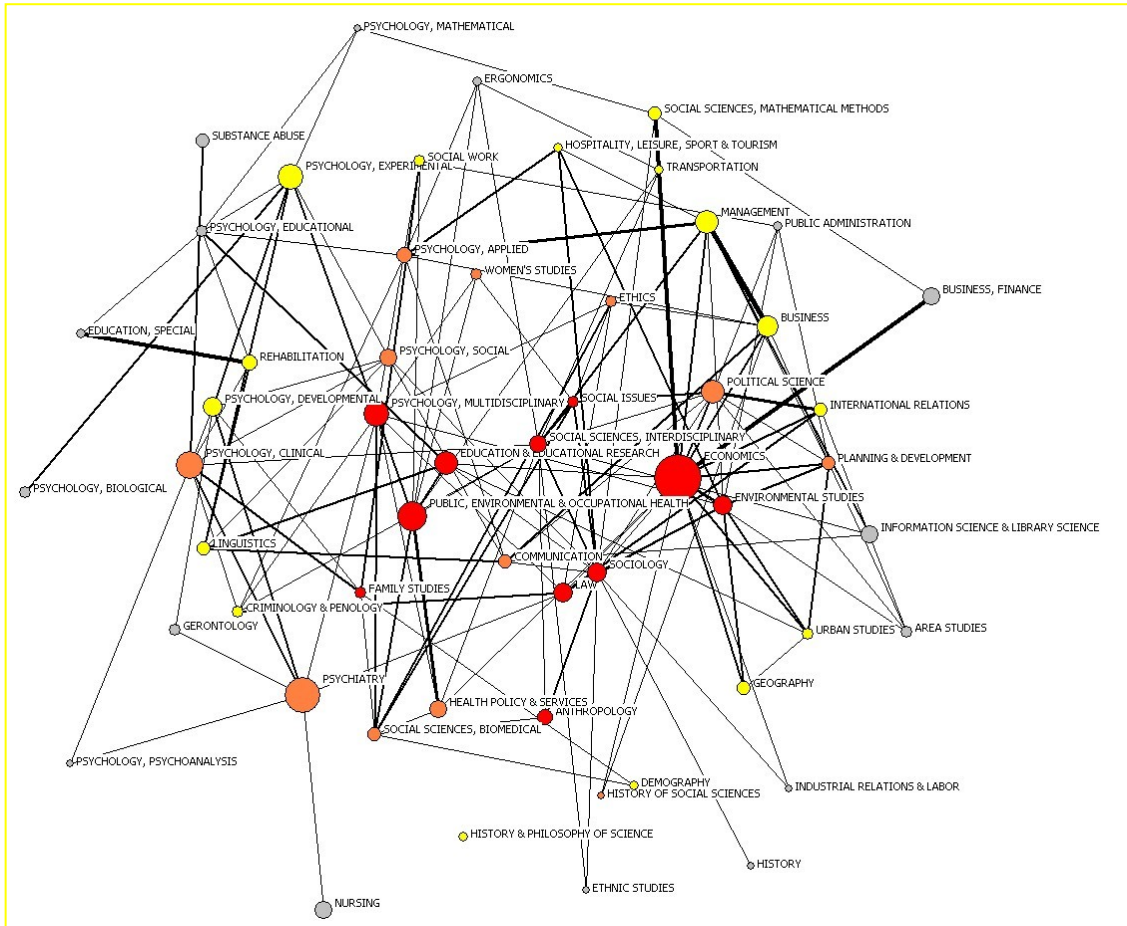 PSYCHOLOGY, MATHEMATICAL
ERGONOMICS
SOCIAL SCIENCES, MATHEMATICAL METHODS
SUBSTANCE ABUSE
HOSPITALITY, LEISURE, SPORT & TOURISM
SOCIAL WORK
PSYCHOLOGY, EXPERIMENTAL
TRANSPORTATION
MANAGEMENT
PUBLIC ADMINISTRATION
PSYCHOLOGY, EDUCATIONAL
PSYCHOLOGY, APPLIED
WOMEN'S STUDIES
BUSINESS, FINANCE
ETHICS
BUSINESS
EDUCATION, SPECIAL
REHABILITATION
PSYCHOLOGY, SOCIAL
POLITICAL SCIENCE
PSYCHOLOGY, DEVELOPMENTAL
PSYCHOLOGY, MULTIDISCIPLINARY
SOCIAL ISSUES
INTERNATIONAL RELATIONS
SOCIAL SCIENCES, INTERDISCIPLINARY
PSYCHOLOGY, CLINICAL
EDUCATION & EDUCATIONAL RESEARCH
ECONOMICS
PLANNING & DEVELOPMENT
PSYCHOLOGY, BIOLOGICAL
PUBLIC, ENVIRONMENTAL & OCCUPATIONAL HEALTH
ENVIRONMENTAL STUDIES
INFORMATION SCIENCE & LIBRARY SCIENCE
LINGUISTICS
COMMUNICATION
SOCIOLOGY
FAMILY STUDIES
LAW
CRIMINOLOGY & PENOLOGY
GERONTOLOGY
URBAN STUDIES
AREA STUDIES
PSYCHIATRY
GEOGRAPHY
HEALTH POLICY & SERVICES
ANTHROPOLOGY
SOCIAL SCIENCES, BIOMEDICAL
PSYCHOLOGY, PSYCHOANALYSIS
DEMOGRAPHY
HISTORY OF SOCIAL SCIENCES
INDUSTRIAL RELATIONS & LABOR
HISTORY & PHILOSOPHY OF SCIENCE
HISTORY
ETHNIC STUDIES
NURSING